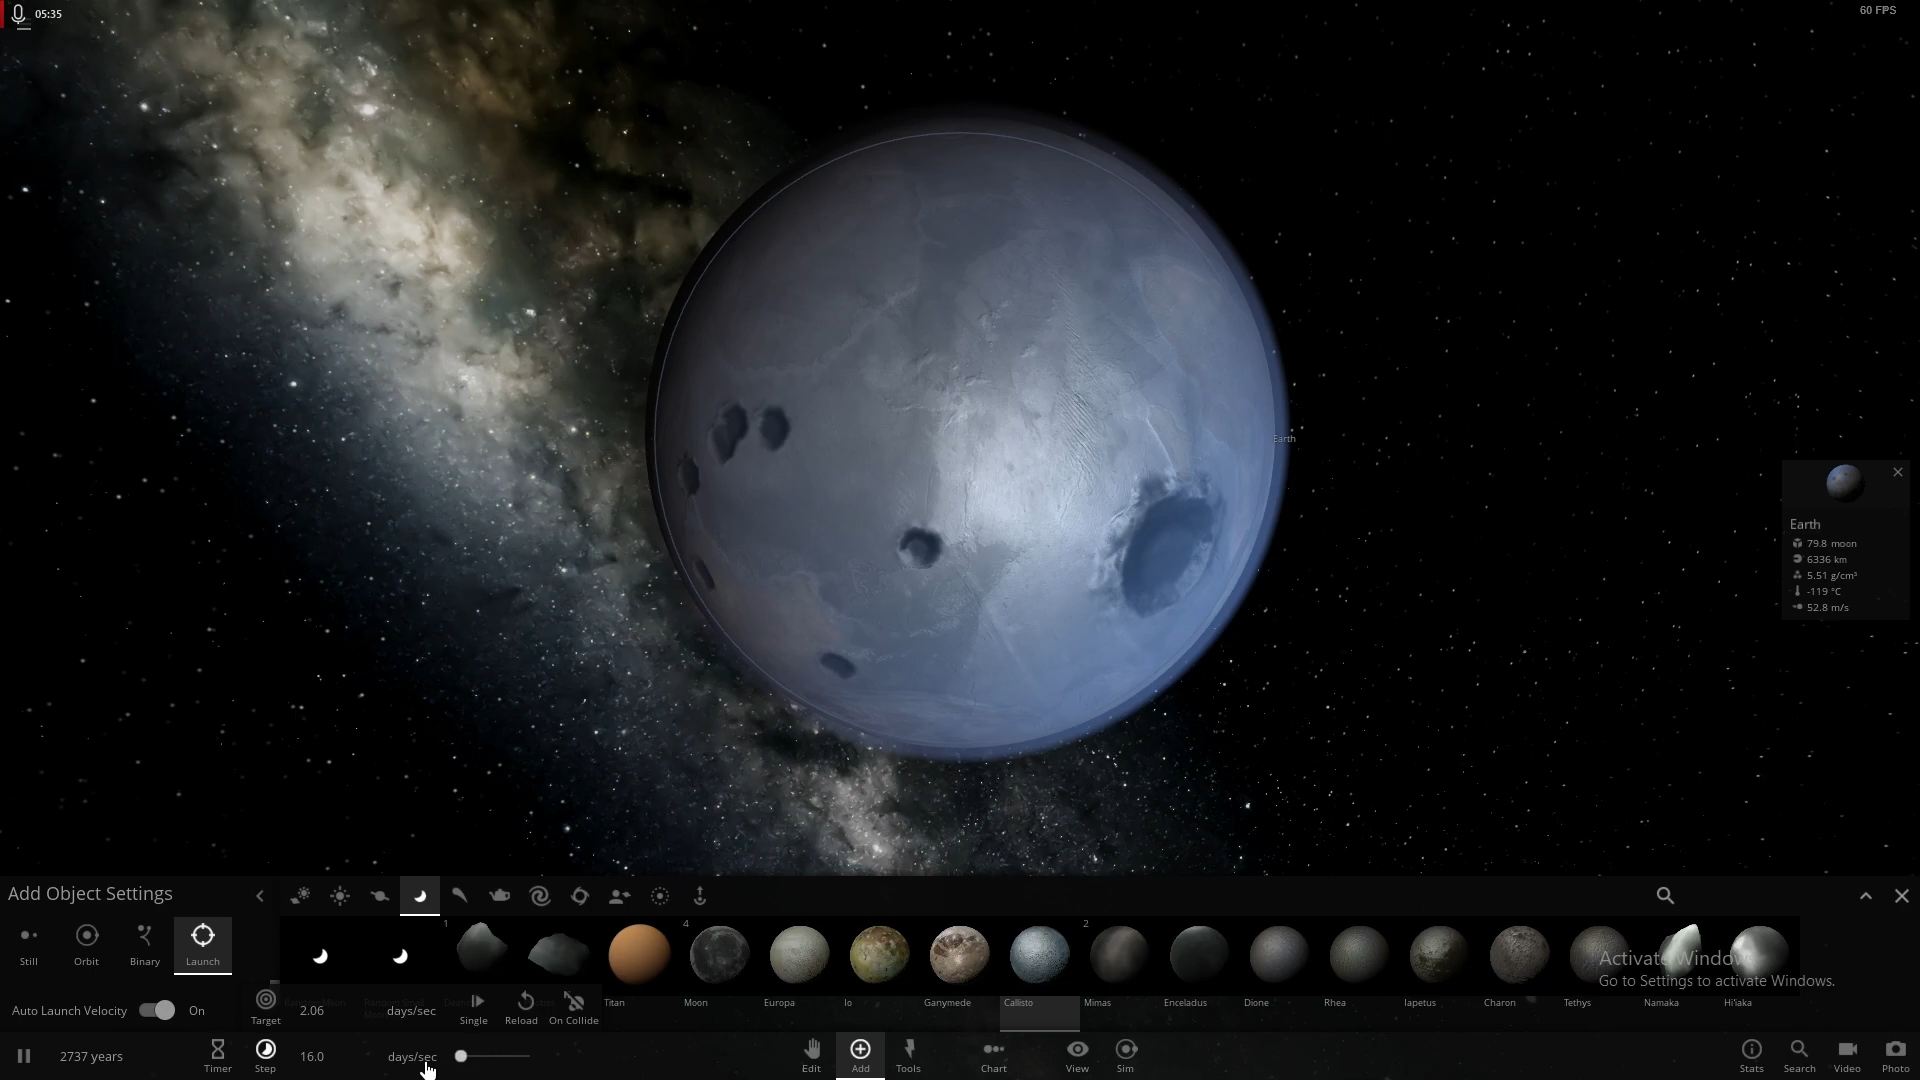 05:35
60 FPS
Earth
Earth
79.8 moon
6336 km
5.51 g/cm³
-119 °C
52.8 m/s
Add Object Settings
Still
Orbit
Binary
Launch
1
4
2
Random Moon
Random Small
Titan
Moon
Europa
Io
Ganymede
Callisto
Mimas
Enceladus
Dione
Rhea
Iapetus
Charon
Tethys
Namaka
Hi'iaka
Activate Windows
Go to Settings to activate Windows.
Auto Launch Velocity
On
Target
2.06
days/sec
Single
Reload
On Collide
2737 years
Timer
Step
16.0
days/sec
Edit
Add
Tools
Chart
View
Sim
Stats
Search
Video
Photo